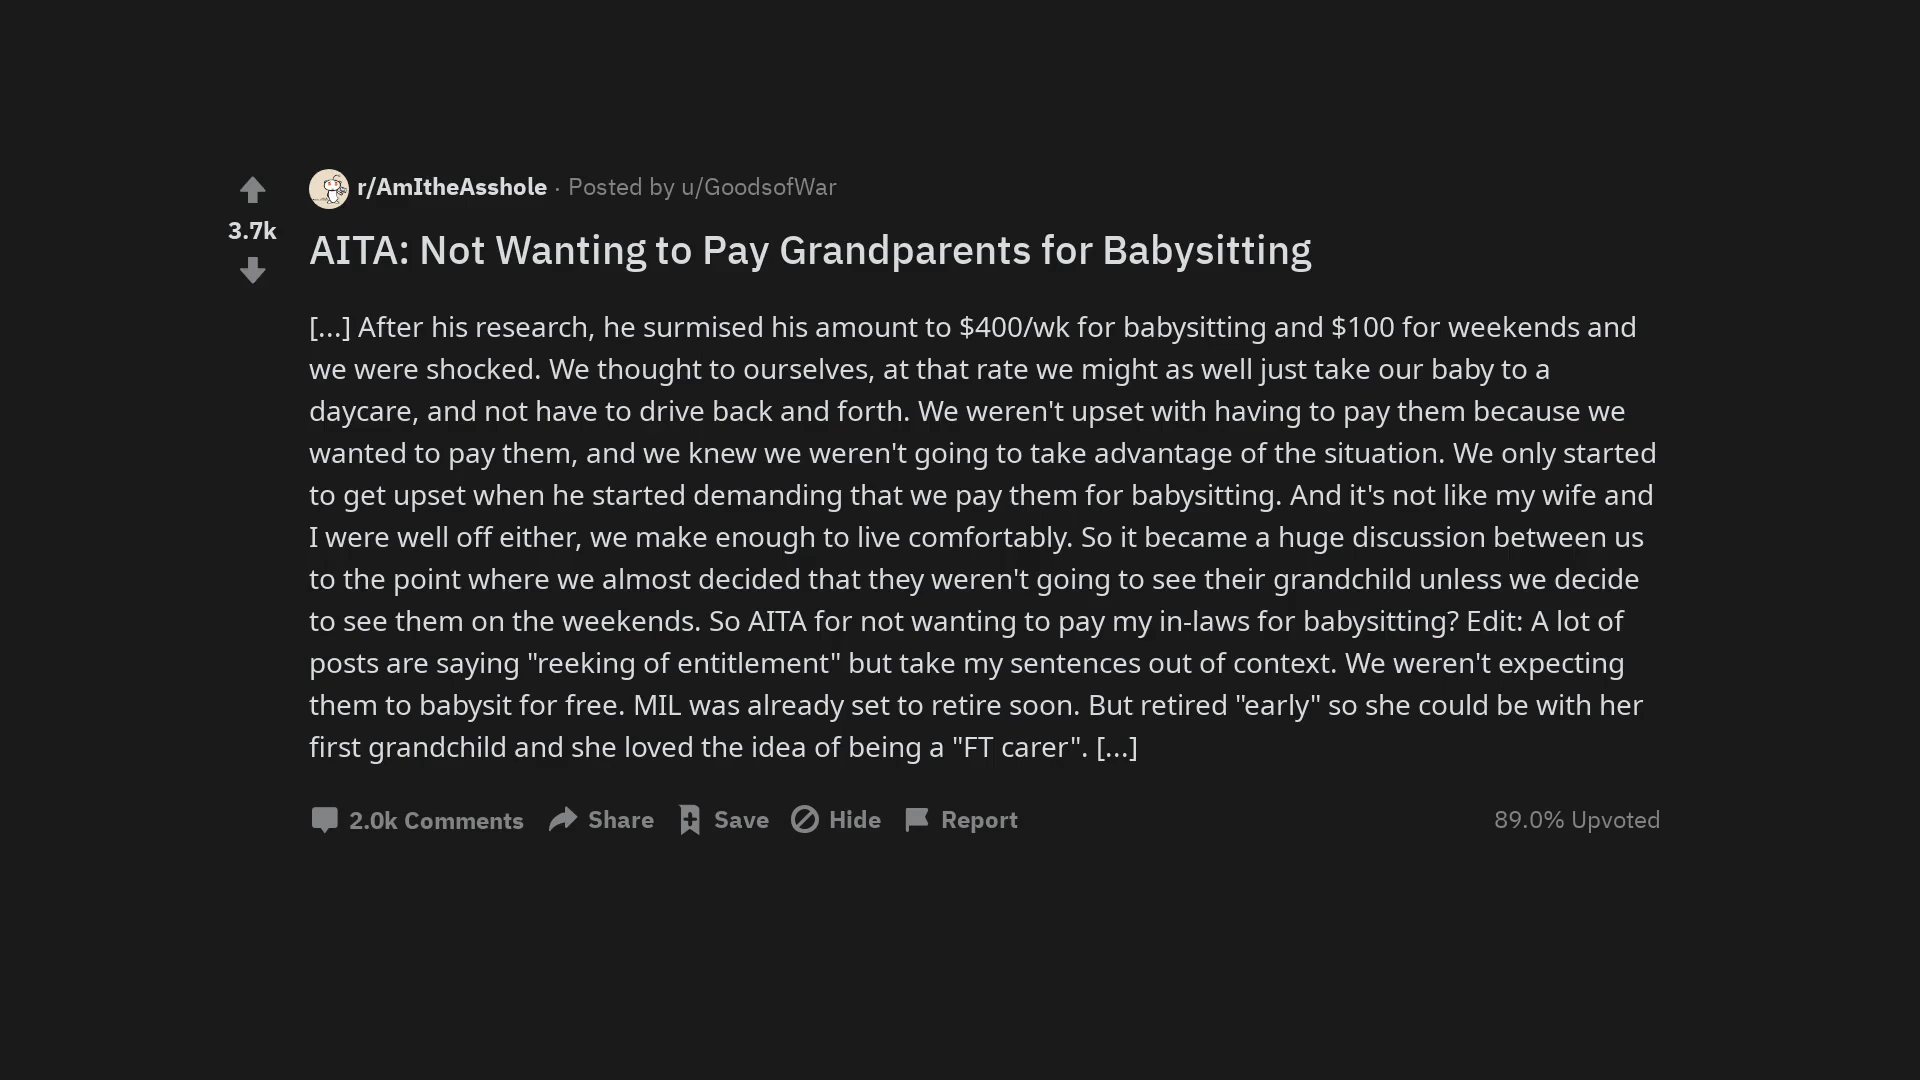 r/AmItheAsshole · Posted by u/GoodsofWar
3.7k
AITA: Not Wanting to Pay Grandparents for Babysitting
[...] After his research, he surmised his amount to $400/wk for babysitting and $100 for weekends and
we were shocked. We thought to ourselves, at that rate we might as well just take our baby to a
daycare, and not have to drive back and forth. We weren't upset with having to pay them because we
wanted to pay them, and we knew we weren't going to take advantage of the situation. We only started
to get upset when he started demanding that we pay them for babysitting. And it's not like my wife and
I were well off either, we make enough to live comfortably. So it became a huge discussion between us
to the point where we almost decided that they weren't going to see their grandchild unless we decide
to see them on the weekends. So AITA for not wanting to pay my in-laws for babysitting? Edit: A lot of
posts are saying "reeking of entitlement" but take my sentences out of context. We weren't expecting
them to babysit for free. MIL was already set to retire soon. But retired "early" so she could be with her
first grandchild and she loved the idea of being a "FT carer". [...]
2.0k Comments Share Save Hide Report 89.0% Upvoted